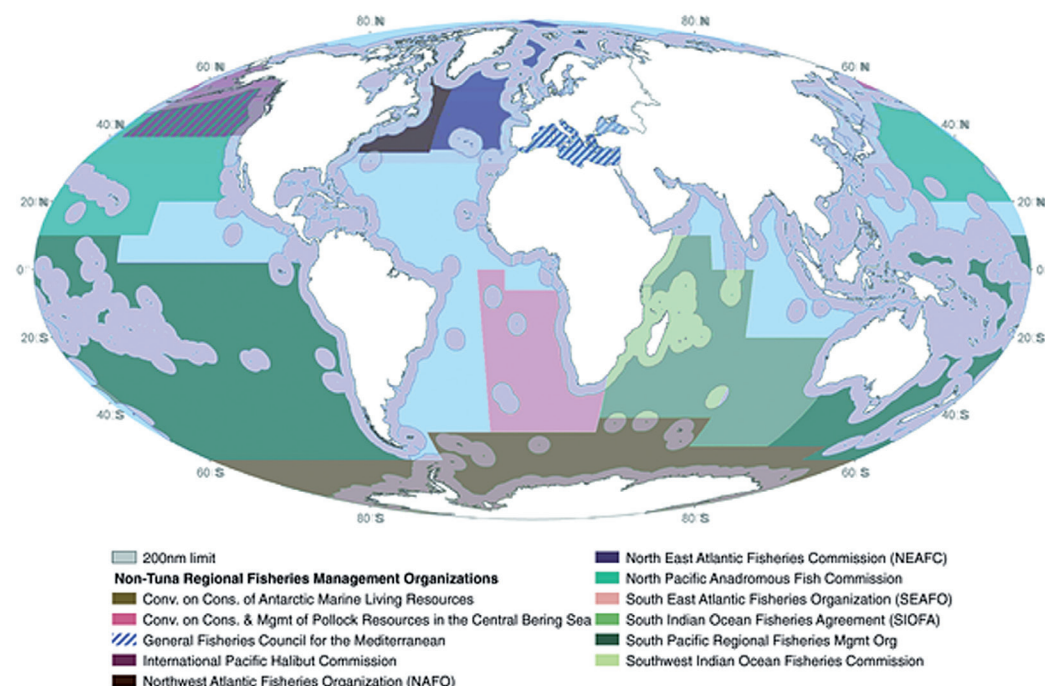 80 N 80 N
60 N 60 N
40 N 40 N
20 N 20 N
0 0
20 S 20 S
40 S 40 S
60 S 60 S
80 S 80 S
200nm limit
Non-Tuna Regional Fisheries Management Organizations
Conv. on Cons. of Antarctic Marine Living Resources
Conv. on Cons. & Mgmt of Pollock Resources in the Central Bering Sea
General Fisheries Council for the Mediterranean
International Pacific Halibut Commission
Northwest Atlantic Fisheries Organization (NAFO)
North East Atlantic Fisheries Commission (NEAFC)
North Pacific Anadromous Fish Commission
South East Atlantic Fisheries Organization (SEAFO)
South Indian Ocean Fisheries Agreement (SIOFA)
South Pacific Regional Fisheries Mgmt Org
Southwest Indian Ocean Fisheries Commission